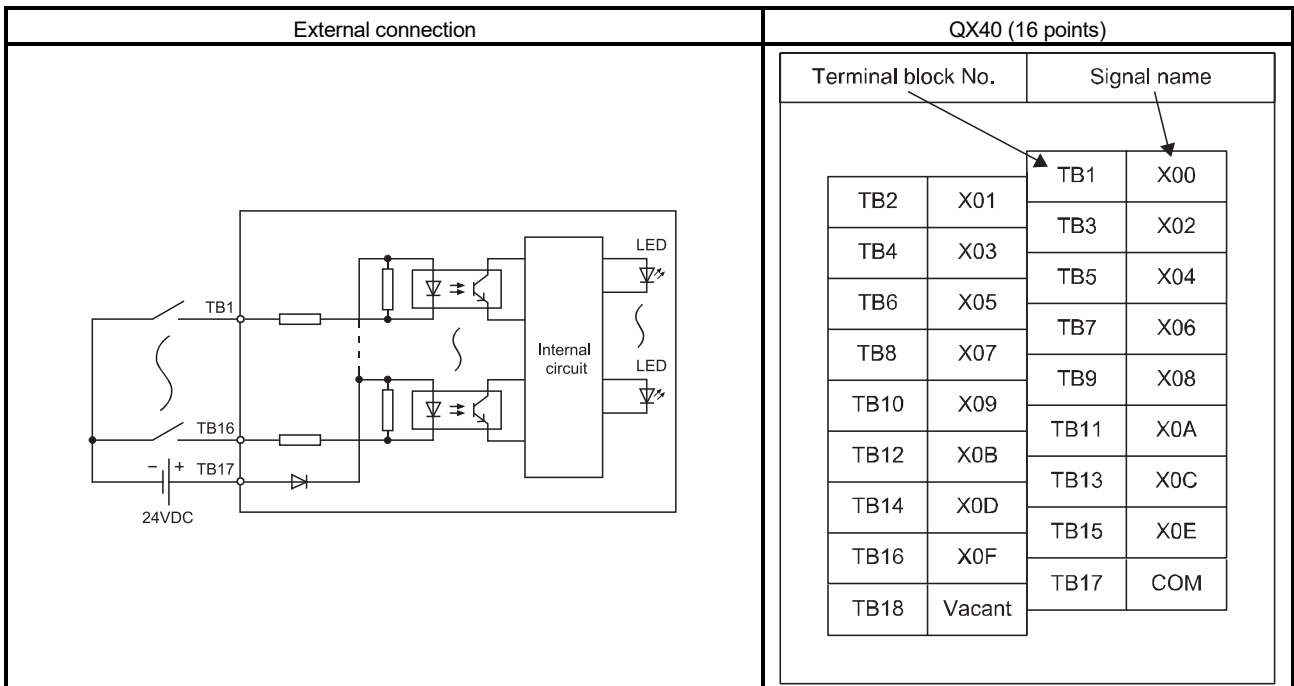 External connection
QX40 (16 points)
Terminal block No.
Signal name
TB1 X00
TB2 X01
TB3 X02
TB4 X03
TB5 X04
TB6 X05
TB7 X06
TB8 X07
TB9 X08
TB10 X09
TB11 X0A
TB12 X0B
TB13 X0C
TB14 X0D
TB15 X0E
TB16 X0F
TB17 COM
TB18 Vacant
LED
TB1
Internal
circuit
LED
TB16
− + TB17
24VDC